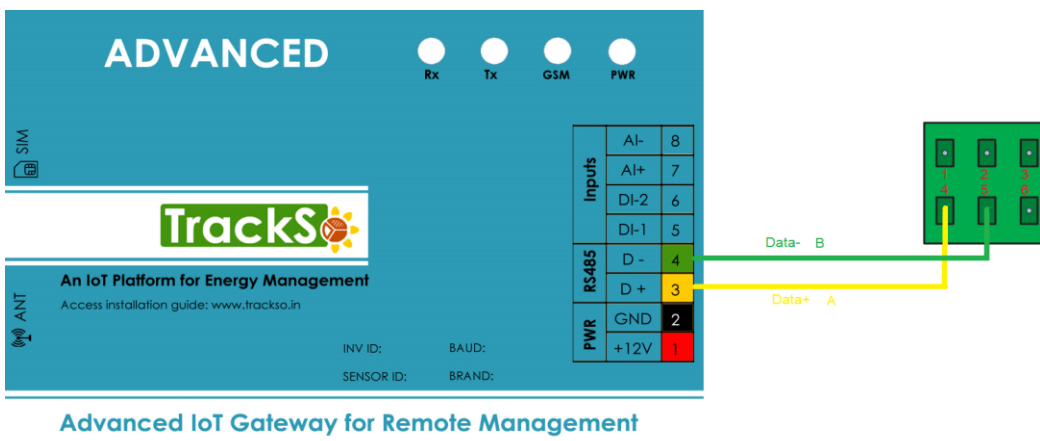 ADVANCED
Rx Tx GSM PWR
SIM
Inputs
AI- 8
AI+ 7
DI-2 6
DI-1 5
RS485
D - 4
D + 3
PWR
GND 2
+12V 1
TrackSo
An IoT Platform for Energy Management
Access installation guide: www.trackso.in
ANT
INV ID: BAUD:
SENSOR ID: BRAND:
Advanced IoT Gateway for Remote Management
Data- B
Data+ A
1 2 3
4 5 6